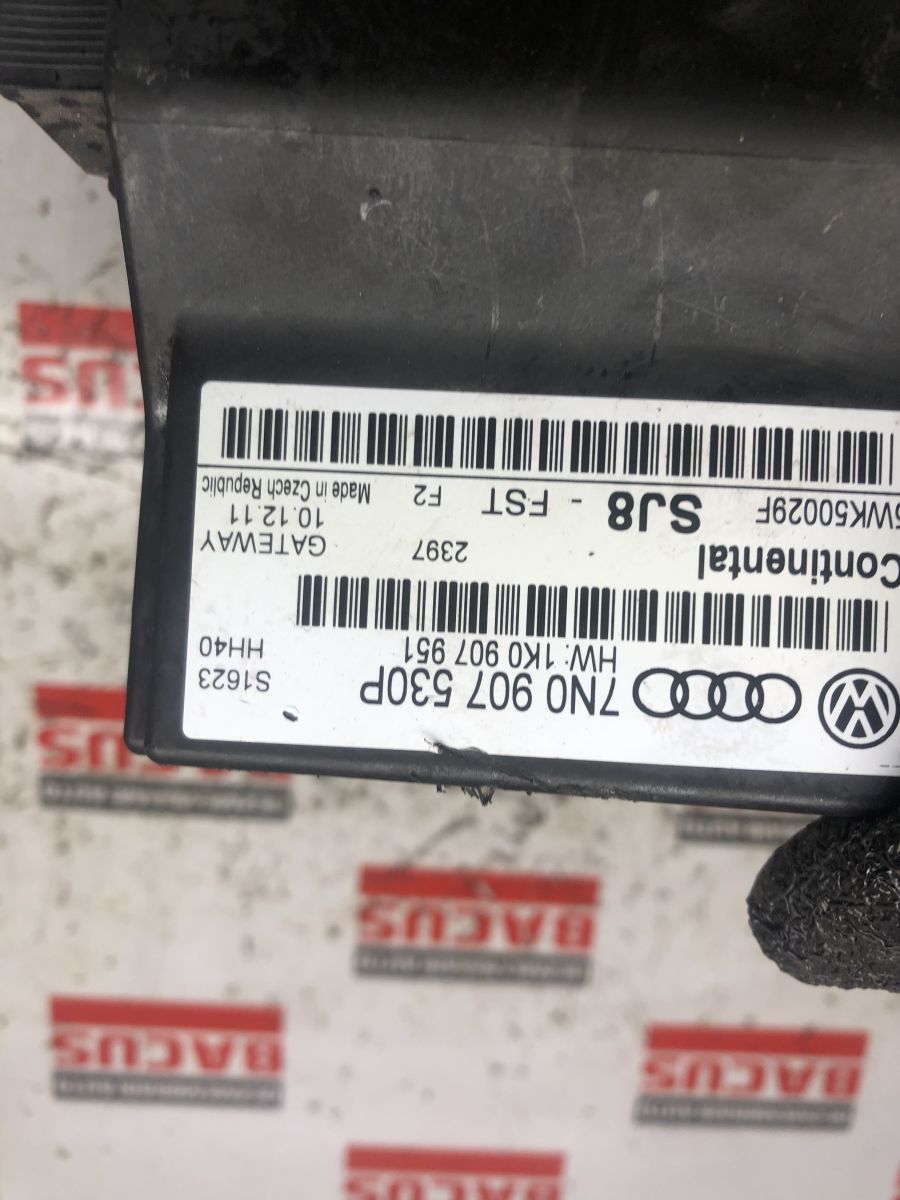 7N0 907 530P S1623
HW: 1K0 907 951 HH40
Continental 2397 GATEWAY
10.12.11
5WK50029F SJ8 - FST F2 Made in Czech Republic
BACUS
BACUS
BACUS
BACUS
BACUS